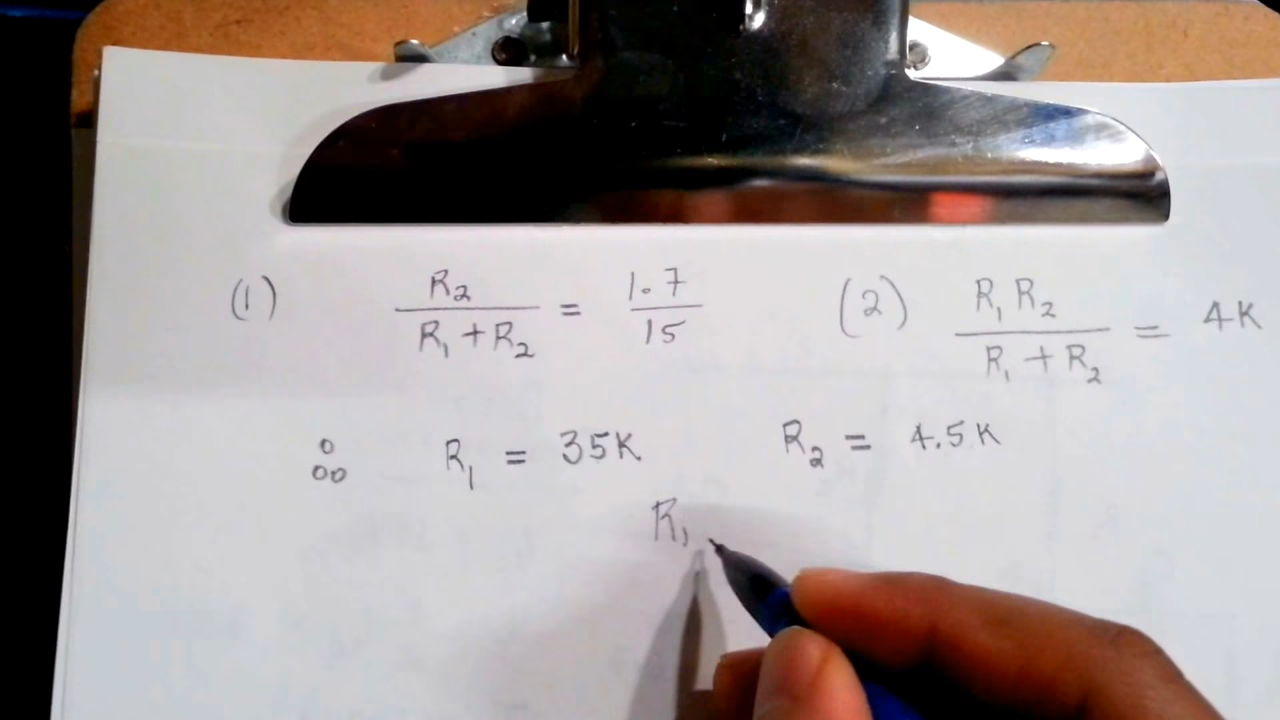 (1) R₂ / (R₁ + R₂) = 1.7 / 15 (2) R₁ R₂ / (R₁ + R₂) = 4K
∴ R₁ = 35K R₂ = 4.5K
R₁